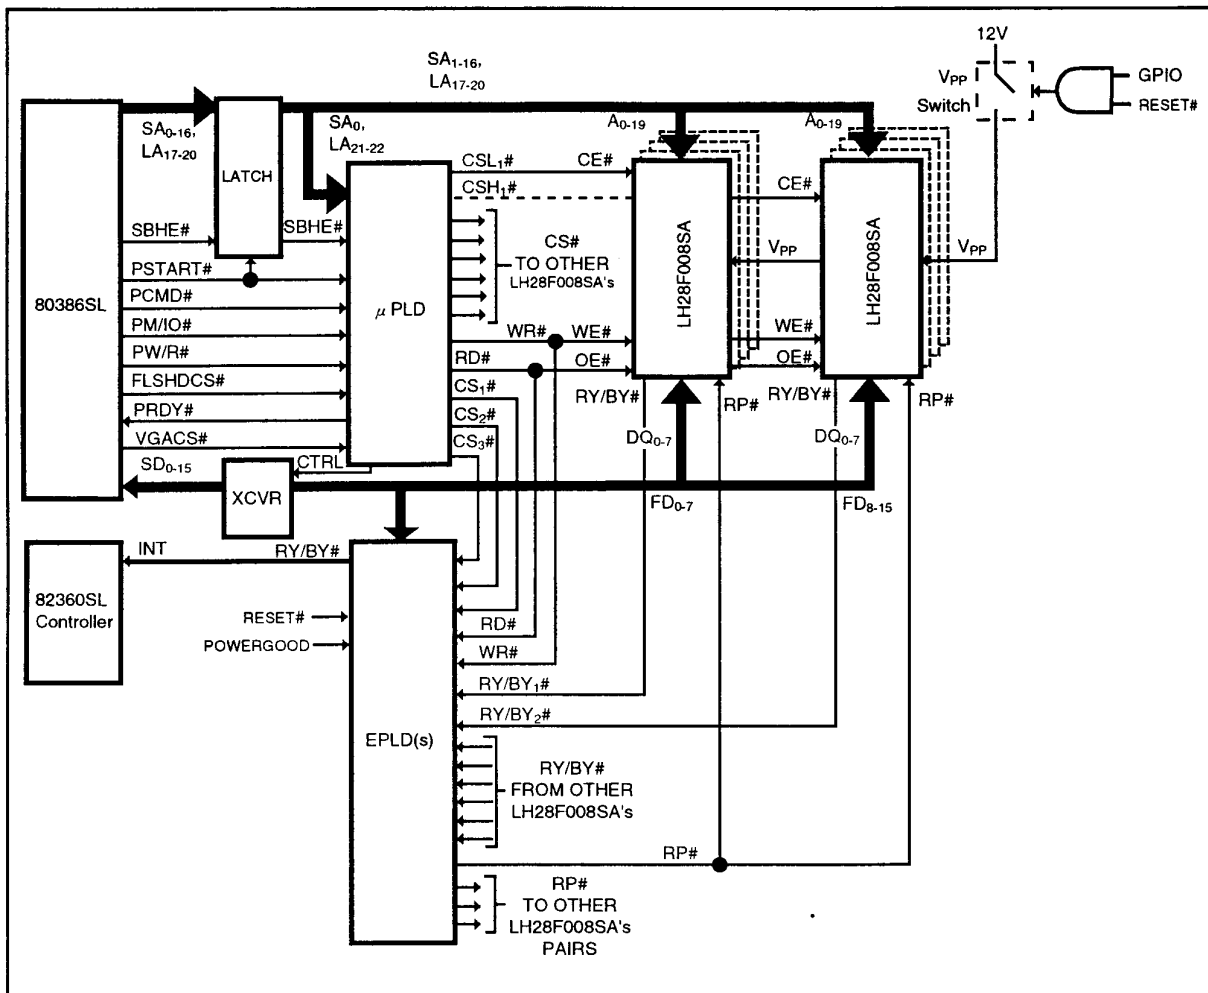 12V
SA1-16,
LA17-20
VPP
Switch
GPIO
RESET#
SA0-16,
LA17-20
LATCH
SA0,
LA21-22
A0-19
A0-19
CSL1#
CE#
CSH1#
CE#
80386SL
SBHE#
SBHE#
PSTART#
PCMD#
PM/IO#
PW/R#
FLSHDCS#
PRDY#
VGACS#
SD0-15
µ PLD
CS#
TO OTHER
LH28F008SA's
LH28F008SA
VPP
LH28F008SA
VPP
WR#
WE#
WE#
RD#
OE#
OE#
CS1#
RY/BY#
RP#
RY/BY#
RP#
CS2#
CS3#
DQ0-7
DQ0-7
CTRL
XCVR
FD0-7
FD8-15
INT
RY/BY#
82360SL
Controller
RESET#
POWERGOOD
RD#
WR#
RY/BY1#
RY/BY2#
EPLD(s)
RY/BY#
FROM OTHER
LH28F008SA's
RP#
RP#
TO OTHER
LH28F008SA's
PAIRS